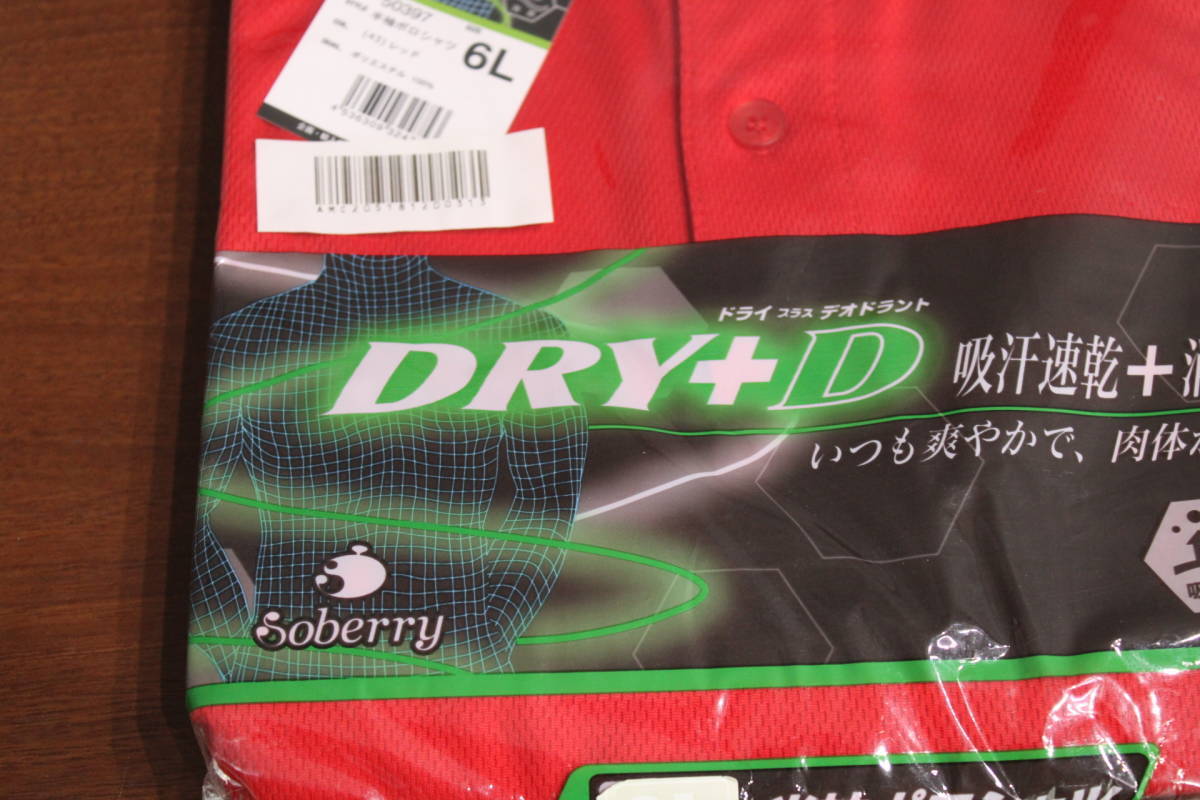 50397
半袖ポロシャツ
6L
(43)レッド
ポリエステル 100%
AMC205181200315
ドライ プラス デオドラント
DRY+D
吸汗速乾+
いつも爽やかで、肉体
Soberry